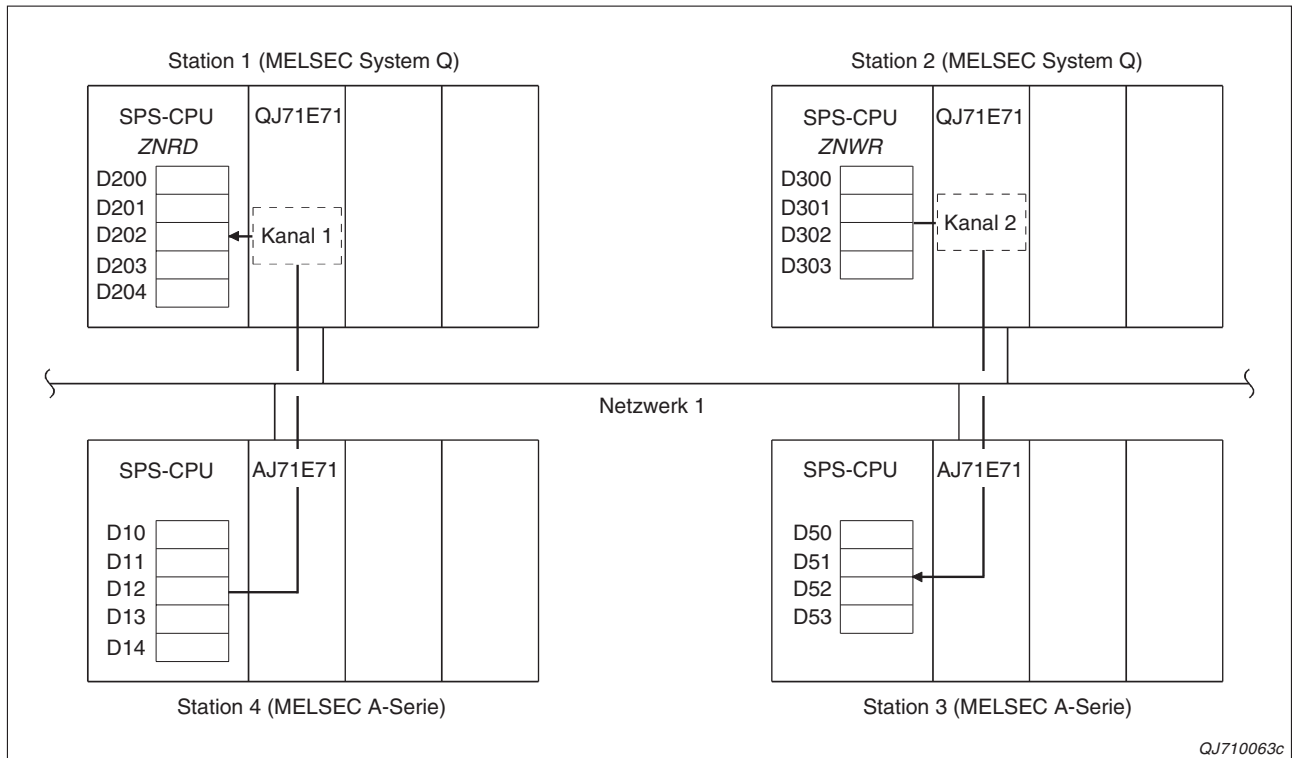 Station 1 (MELSEC System Q)
SPS-CPU
ZNRD
QJ71E71
D200
D201
D202
D203
D204
Kanal 1
Station 2 (MELSEC System Q)
SPS-CPU
ZNWR
QJ71E71
D300
D301
D302
D303
Kanal 2
Netzwerk 1
SPS-CPU
AJ71E71
D10
D11
D12
D13
D14
Station 4 (MELSEC A-Serie)
SPS-CPU
AJ71E71
D50
D51
D52
D53
Station 3 (MELSEC A-Serie)
QJ710063c